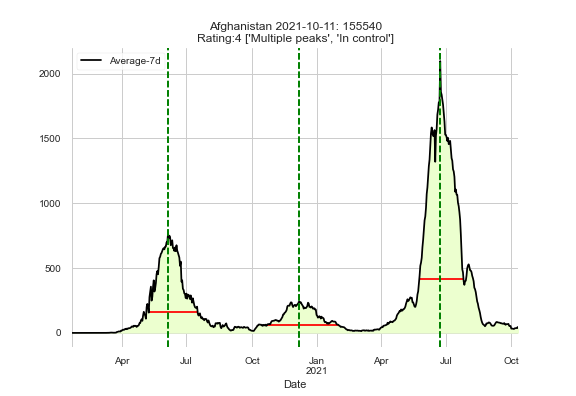 Afghanistan 2021-10-11: 155540
Rating:4 ['Multiple peaks', 'In control']
Average-7d
2000
1500
1000
500
0
Apr Jul Oct Jan Apr Jul Oct
2021
Date